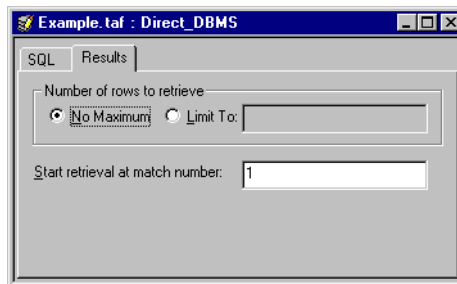 Example.taf : Direct_DBMS
SQL Results
Number of rows to retrieve
No Maximum Limit To:
Start retrieval at match number: 1